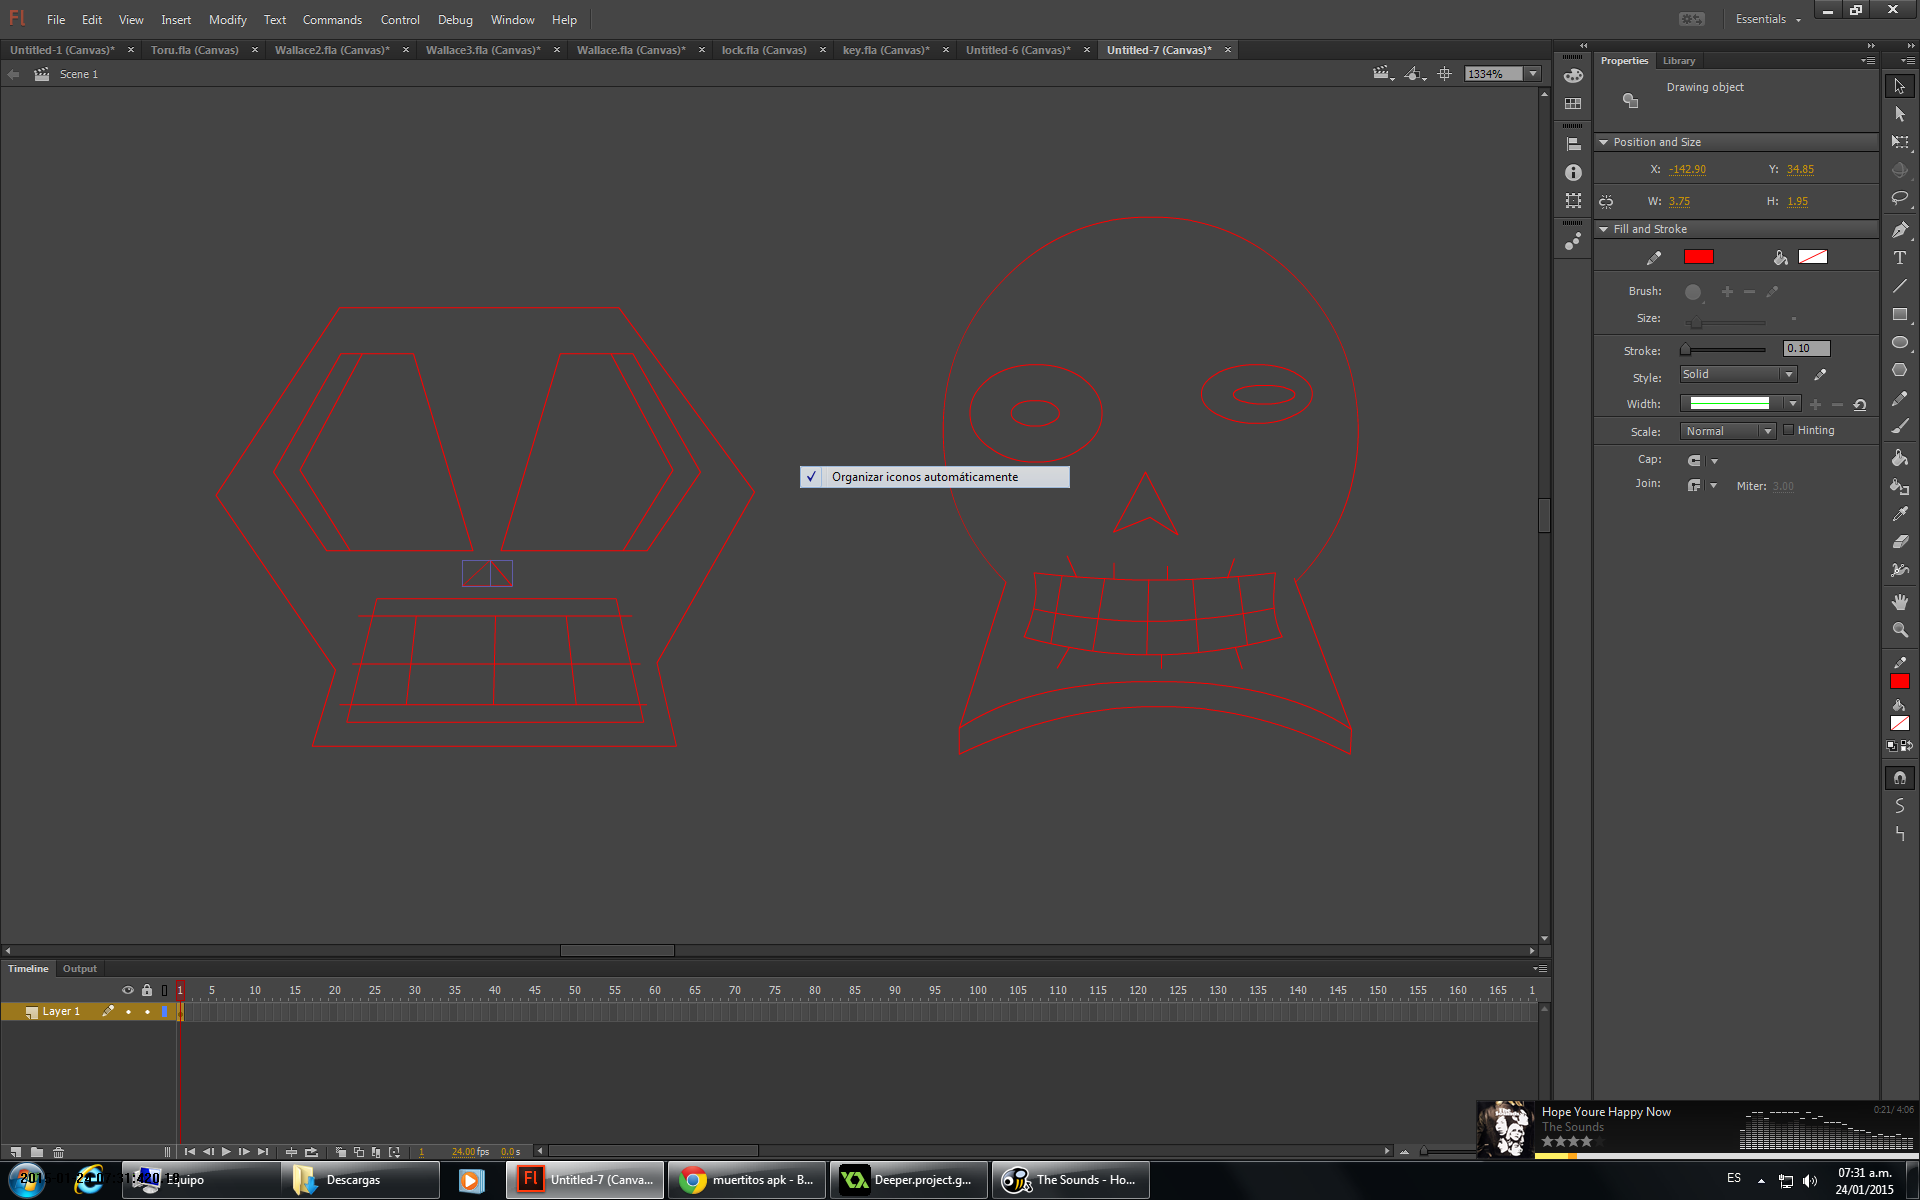 Fl File Edit View Insert Modify Text Commands Control Debug Window Help Essentials
Untitled-1 (Canvas)* Toru.fla (Canvas) Wallace2.fla (Canvas)* Wallace3.fla (Canvas)* Wallace.fla (Canvas)* lock.fla (Canvas) key.fla (Canvas)* Untitled-6 (Canvas)* Untitled-7 (Canvas)*
Scene 1 1334%
Properties Library
Drawing object
Position and Size
X: -142.90 Y: 34.85
W: 3.75 H: 1.95
Fill and Stroke
Brush:
Size: -
Stroke: 0.10
Style: Solid
Width:
Scale: Normal Hinting
Cap:
Join: Miter: 3.00
✓ Organizar iconos automáticamente
Timeline Output
1 5 10 15 20 25 30 35 40 45 50 55 60 65 70 75 80 85 90 95 100 105 110 115 120 125 130 135 140 145 150 155 160 165 1
Layer 1
1 24.00 fps 0.0 s
Hope Youre Happy Now 0:21/ 4:06
The Sounds
Equipo Descargas Fl Untitled-7 (Canva... muertitos apk - B... Deeper.project.g... The Sounds - Ho... ES
07:31 a.m.
24/01/2015